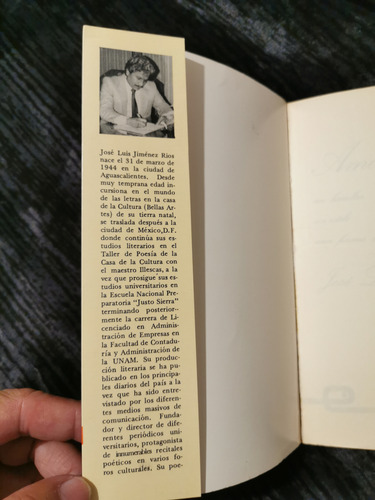 José Luis Jiménez Ríos
nace el 31 de marzo de
1944 en la ciudad de
Aguascalientes. Desde
muy temprana edad in-
cursiona en el mundo
de las letras en la casa
de la Cultura (Bellas Ar-
tes) de su tierra natal,
se traslada después a la
ciudad de México, D.F.
donde continúa sus es-
tudios literarios en el
Taller de Poesía de la
Casa de la Cultura con
el maestro Illescas, a la
vez que prosigue sus es-
tudios universitarios en
la Escuela Nacional Pre-
paratoria "Justo Sierra"
terminando posterior-
mente la carrera de Li-
cenciado en Adminis-
tración de Empresas en
la Facultad de Contadu-
ría y Administración de
la UNAM. Su produc-
ción literaria se ha pu-
blicado en los principa-
les diarios del país a la
vez que ha sido entre-
vistado por los diferen-
tes medios masivos de
comunicación. Funda-
dor y director de dife-
rentes periódicos uni-
versitarios, protagonista
de innumerables recitales
poéticos en varios fo-
ros culturales. Su poe-